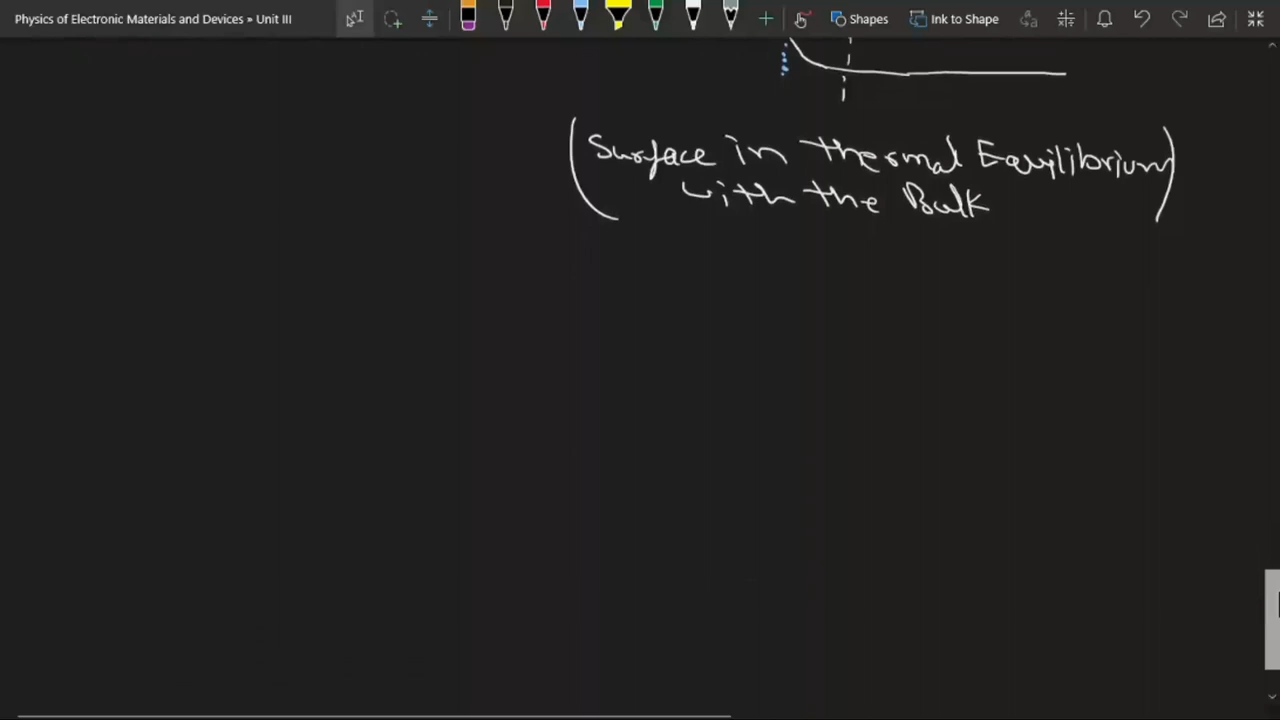 Physics of Electronic Materials and Devices » Unit III
Shapes
Ink to Shape
(Surface in thermal Equilibrium
with the Bulk)